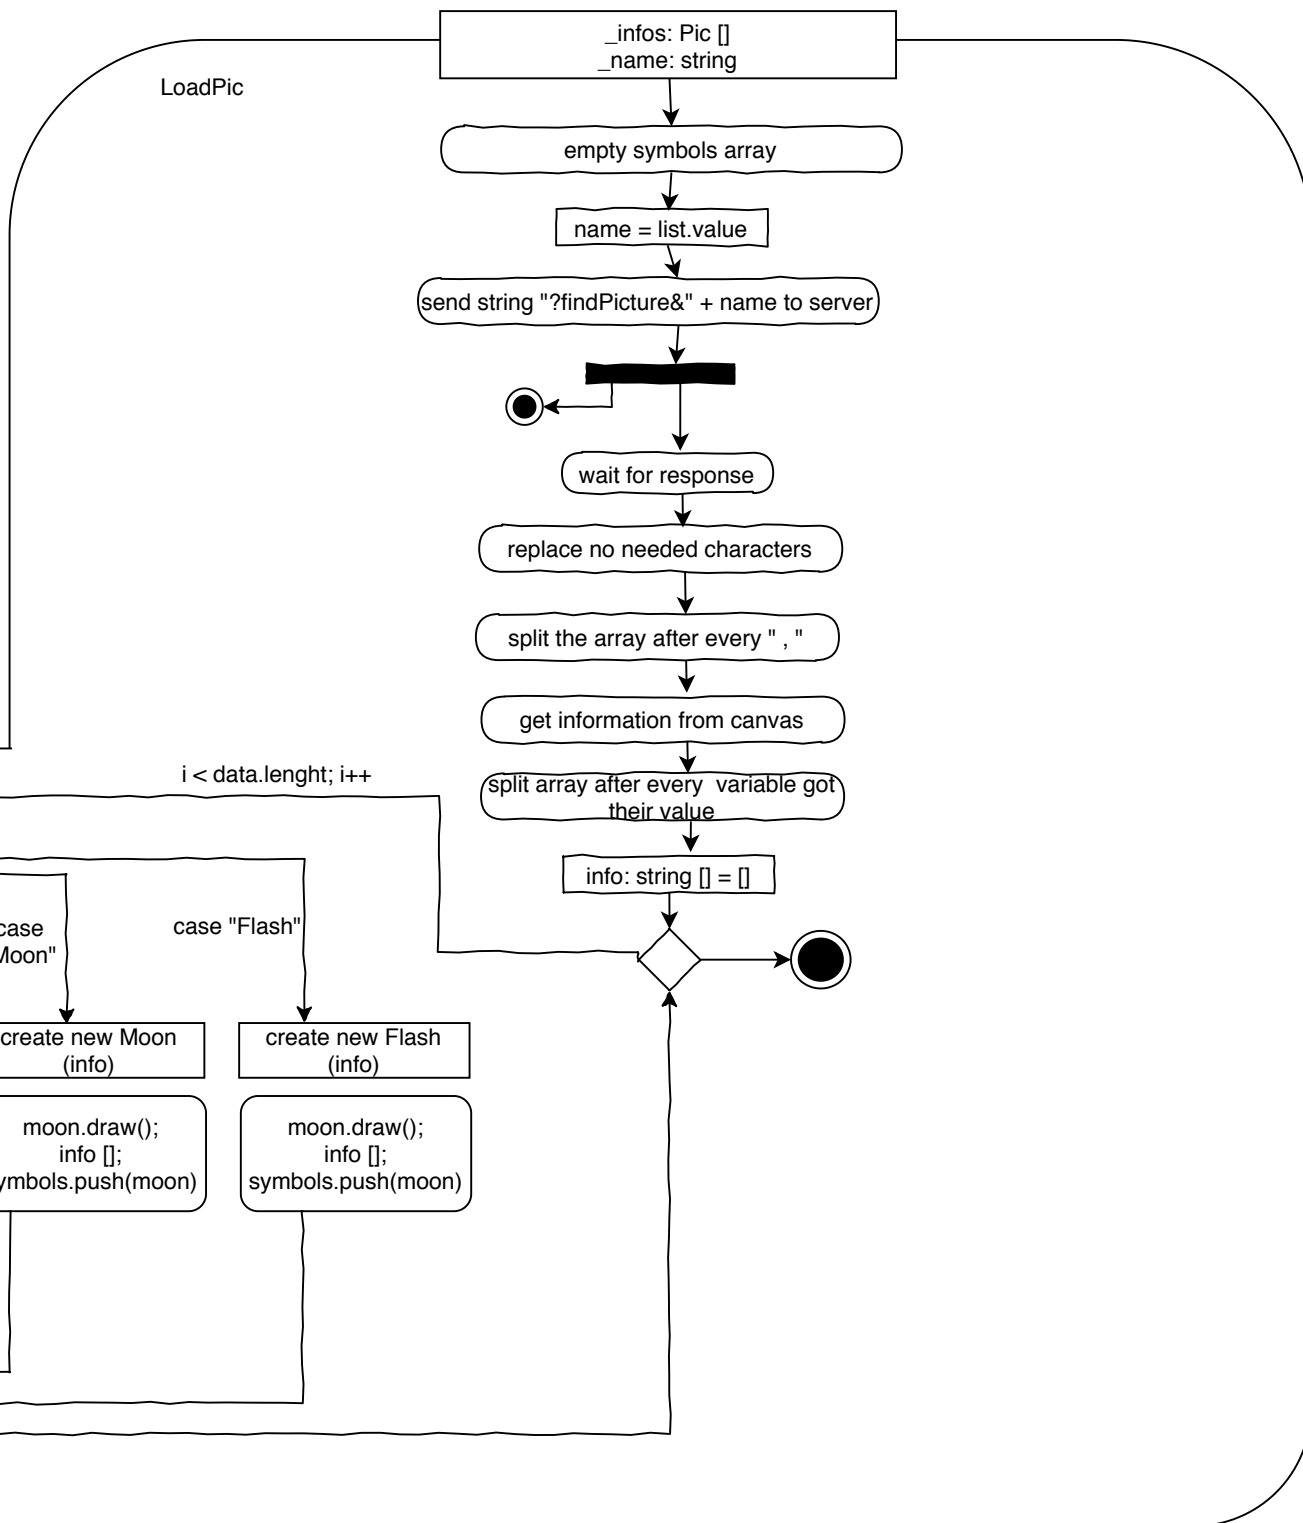 _infos: Pic []
_name: string
LoadPic
empty symbols array
name = list.value
send string "?findPicture&" + name to server
wait for response
replace no needed characters
split the array after every " , "
get information from canvas
i < data.lenght; i++
split array after every  variable got
their value
info: string [] = []
case
Moon"
case "Flash"
create new Moon
(info)
create new Flash
(info)
moon.draw();
info [];
ymbols.push(moon)
moon.draw();
info [];
symbols.push(moon)